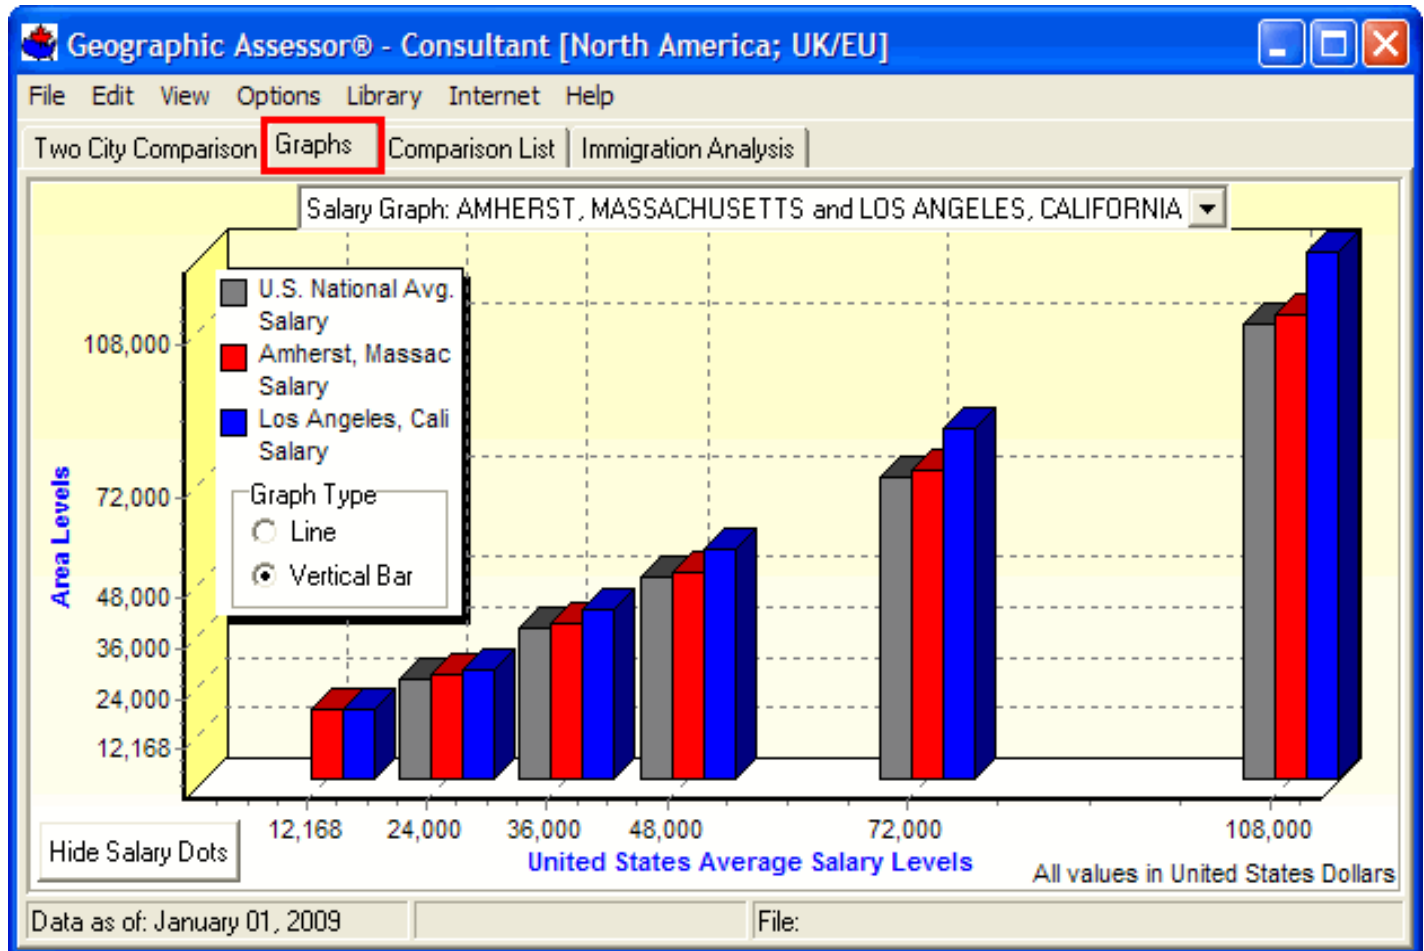 Geographic Assessor® - Consultant [North America; UK/EU]
File Edit View Options Library Internet Help
Two City Comparison Graphs Comparison List Immigration Analysis
Salary Graph: AMHERST, MASSACHUSETTS and LOS ANGELES, CALIFORNIA
U.S. National Avg.
Salary
Amherst, Massac
Salary
Los Angeles, Cali
Salary
Graph Type
Line
Vertical Bar
Area Levels
108,000
72,000
48,000
36,000
24,000
12,168
12,168 24,000 36,000 48,000 72,000 108,000
United States Average Salary Levels
Hide Salary Dots
All values in United States Dollars
Data as of: January 01, 2009
File: